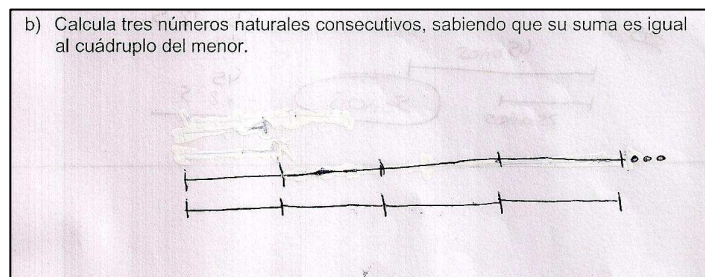 b) Calcula tres números naturales consecutivos, sabiendo que su suma es igual
al cuádruplo del menor.